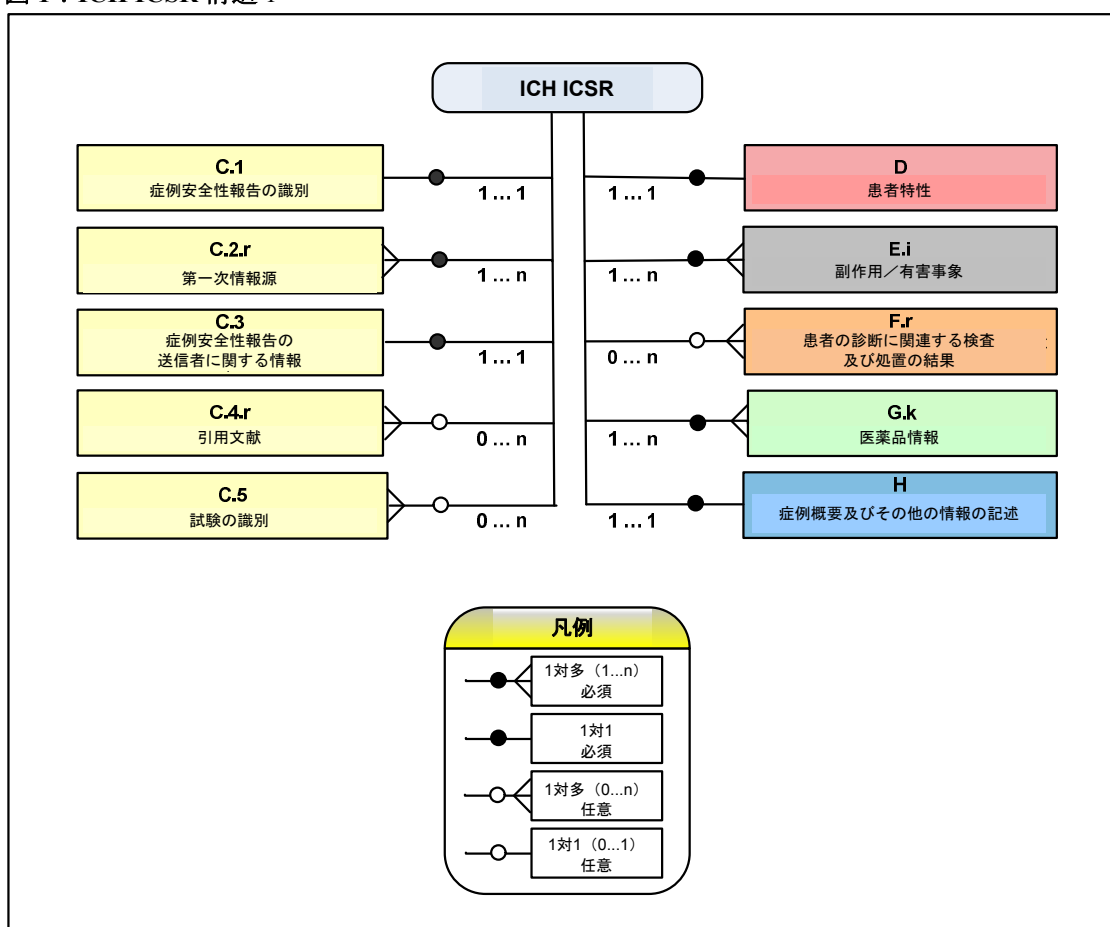 ICH ICSR
C.1
症例安全性報告の識別
1 … 1
C.2.r
第一次情報源
1 … n
C.3
症例安全性報告の
送信者に関する情報
1 … 1
C.4.r
引用文献
0 … n
C.5
試験の識別
0 … n
D
患者特性
1 … 1
E.i
副作用／有害事象
1 … n
F.r
患者の診断に関連する検査
及び処置の結果
0 … n
G.k
医薬品情報
1 … n
H
症例概要及びその他の情報の記述
1 … 1
凡例
1対多（1…n）
必須
1対1
必須
1対多（0…n）
任意
1対1（0…1）
任意